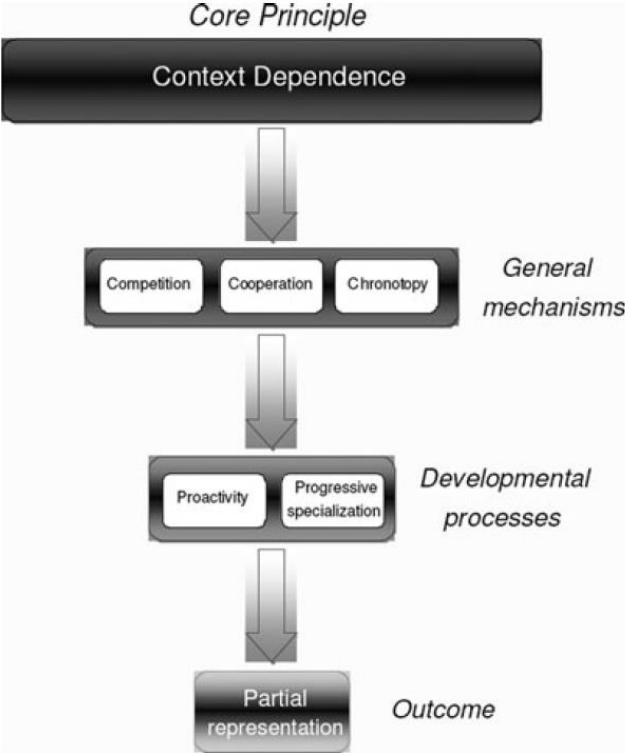 Core Principle
Context Dependence
Competition
Cooperation
Chronotopy
General
mechanisms
Proactivity
Progressive
specialization
Developmental
processes
Partial
representation
Outcome